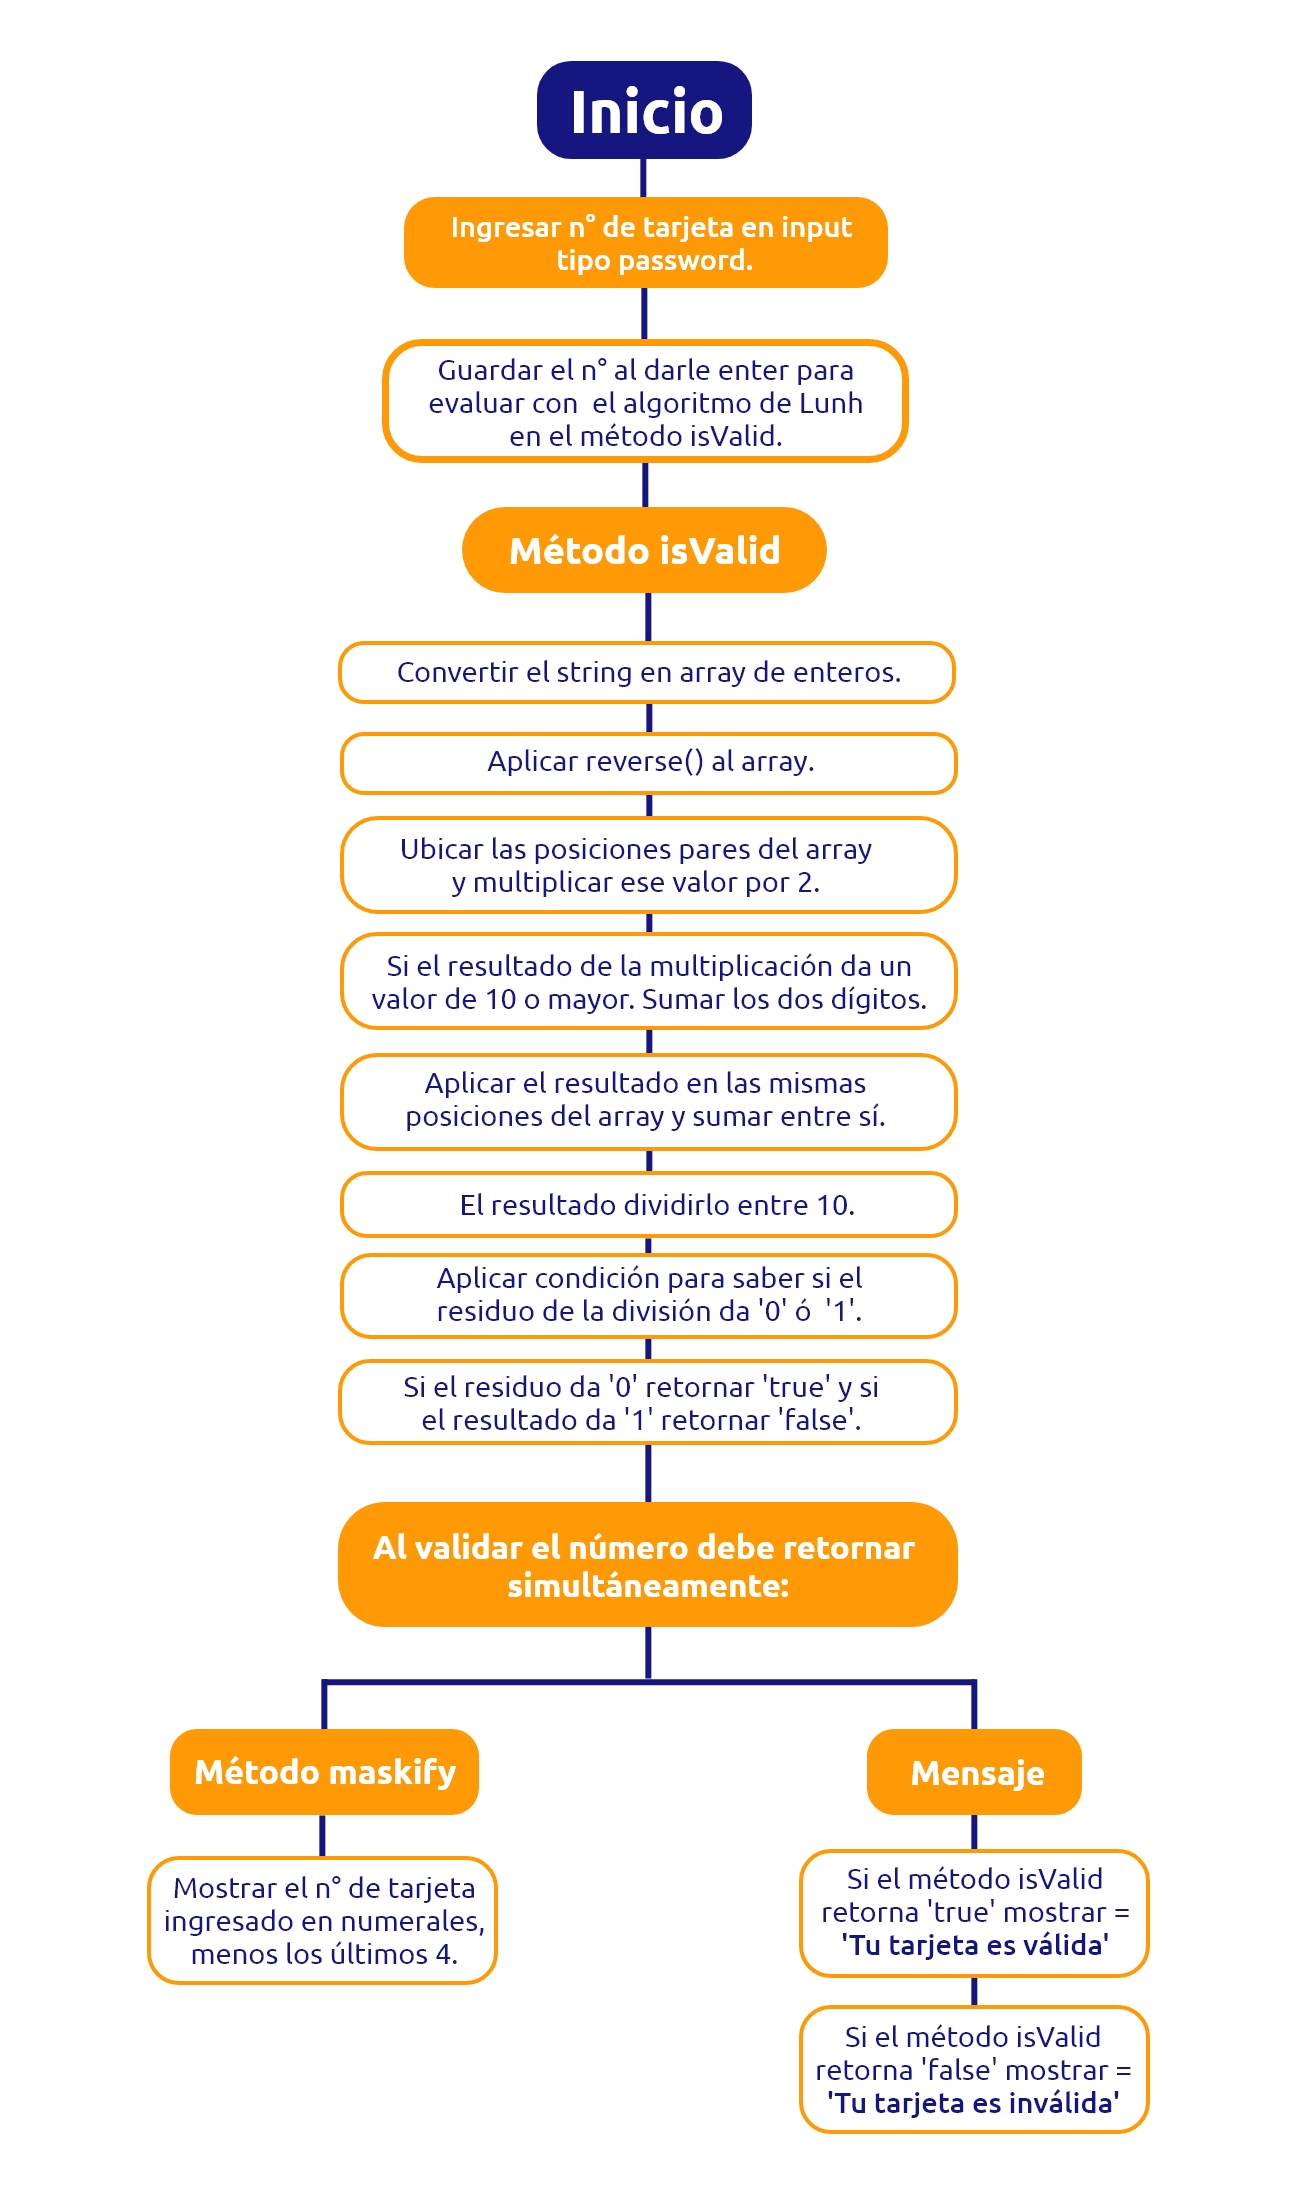 Inicio
Ingresar n° de tarjeta en input
tipo password.
Guardar el n° al darle enter para
evaluar con el algoritmo de Lunh
en el método isValid.
Método isValid
Convertir el string en array de enteros.
Aplicar reverse() al array.
Ubicar las posiciones pares del array
y multiplicar ese valor por 2.
Si el resultado de la multiplicación da un
valor de 10 o mayor. Sumar los dos dígitos.
Aplicar el resultado en las mismas
posiciones del array y sumar entre sí.
El resultado dividirlo entre 10.
Aplicar condición para saber si el
residuo de la división da '0' ó '1'.
Si el residuo da '0' retornar 'true' y si
el resultado da '1' retornar 'false'.
Al validar el número debe retornar
simultáneamente:
Método maskify
Mostrar el n° de tarjeta
ingresado en numerales,
menos los últimos 4.
Mensaje
Si el método isValid
retorna 'true' mostrar =
'Tu tarjeta es válida'
Si el método isValid
retorna 'false' mostrar =
'Tu tarjeta es inválida'